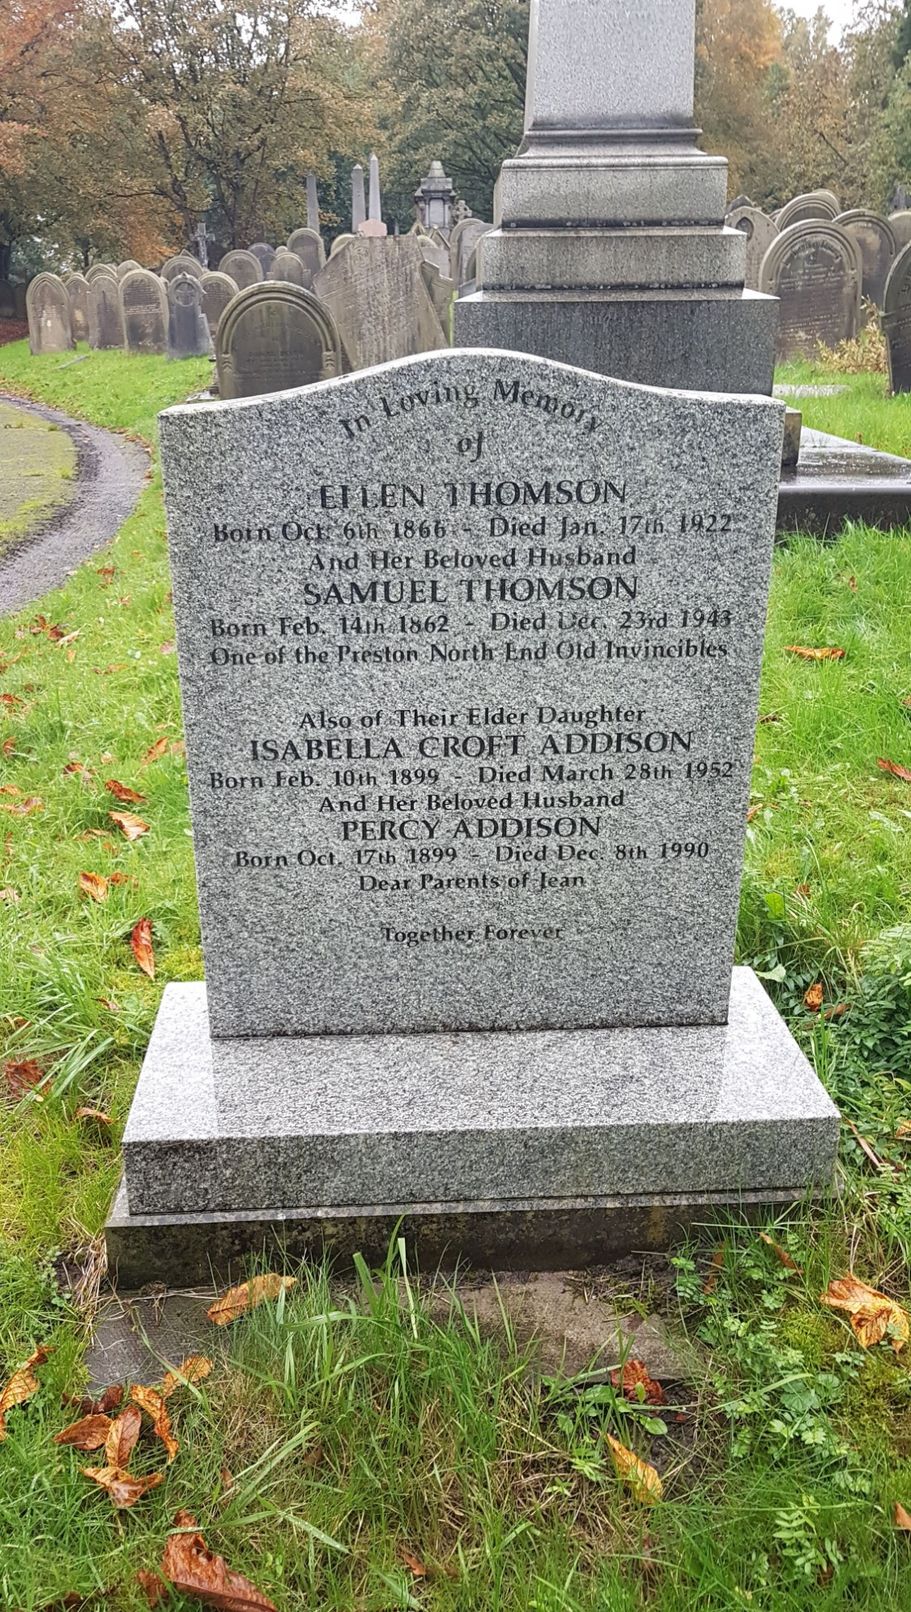 In Loving Memory
of
ELLEN THOMSON
Born Oct. 6th 1866 - Died Jan. 17th 1922
And Her Beloved Husband
SAMUEL THOMSON
Born Feb. 14th 1862 - Died Dec. 23rd 1943
One of the Preston North End Old Invincibles
Also of Their Elder Daughter
ISABELLA CROFT ADDISON
Born Feb. 10th 1899 - Died March 28th 1952
And Her Beloved Husband
PERCY ADDISON
Born Oct. 17th 1899 - Died Dec. 8th 1990
Dear Parents of Jean
Together Forever